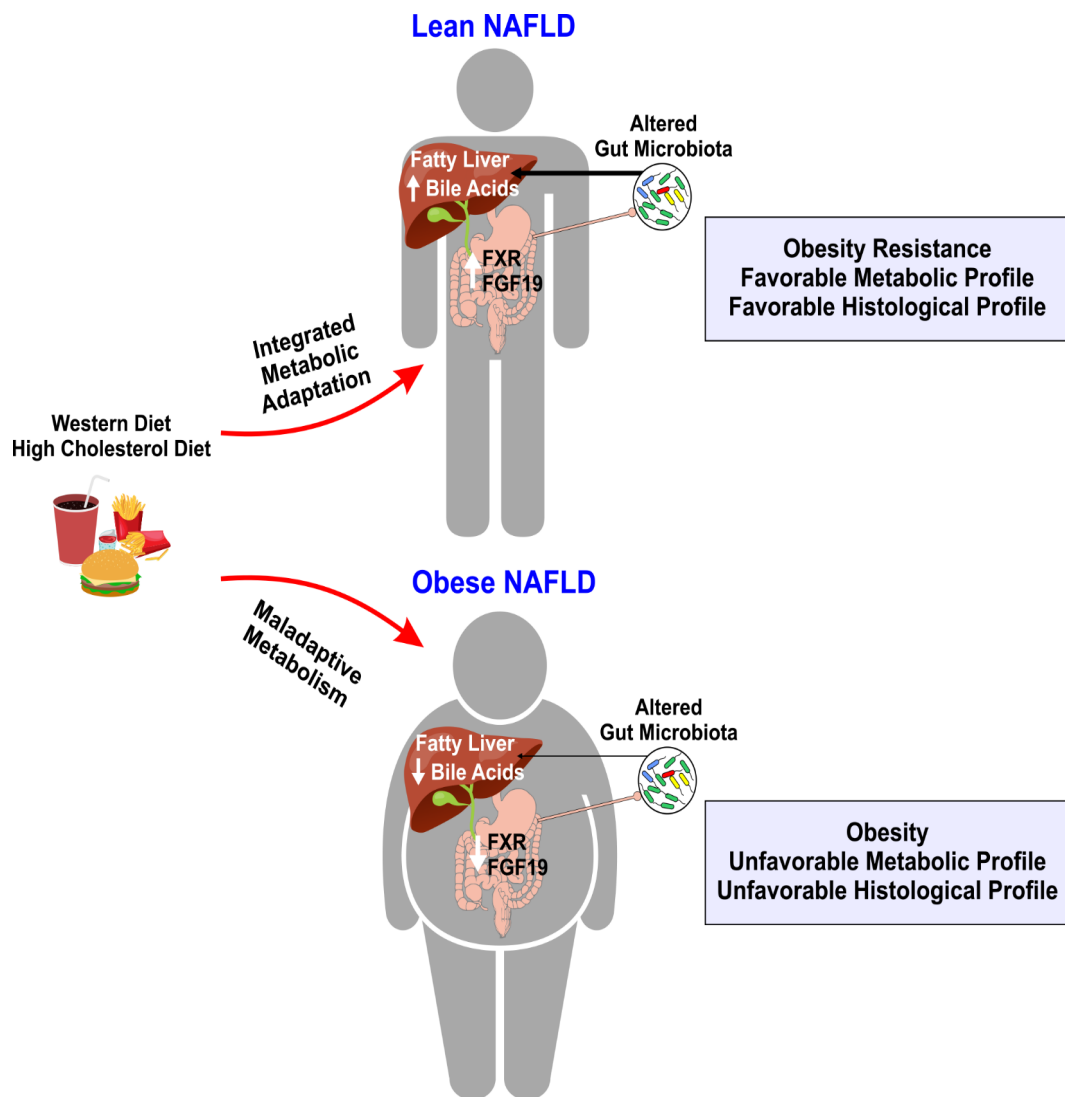 Lean NAFLD
Altered
Gut Microbiota
Fatty Liver
Bile Acids
FXR
FGF19
Obesity Resistance
Favorable Metabolic Profile
Favorable Histological Profile
Integrated
Metabolic
Adaptation
Western Diet
High Cholesterol Diet
Maladaptive
Metabolism
Obese NAFLD
Altered
Gut Microbiota
Fatty Liver
Bile Acids
FXR
FGF19
Obesity
Unfavorable Metabolic Profile
Unfavorable Histological Profile